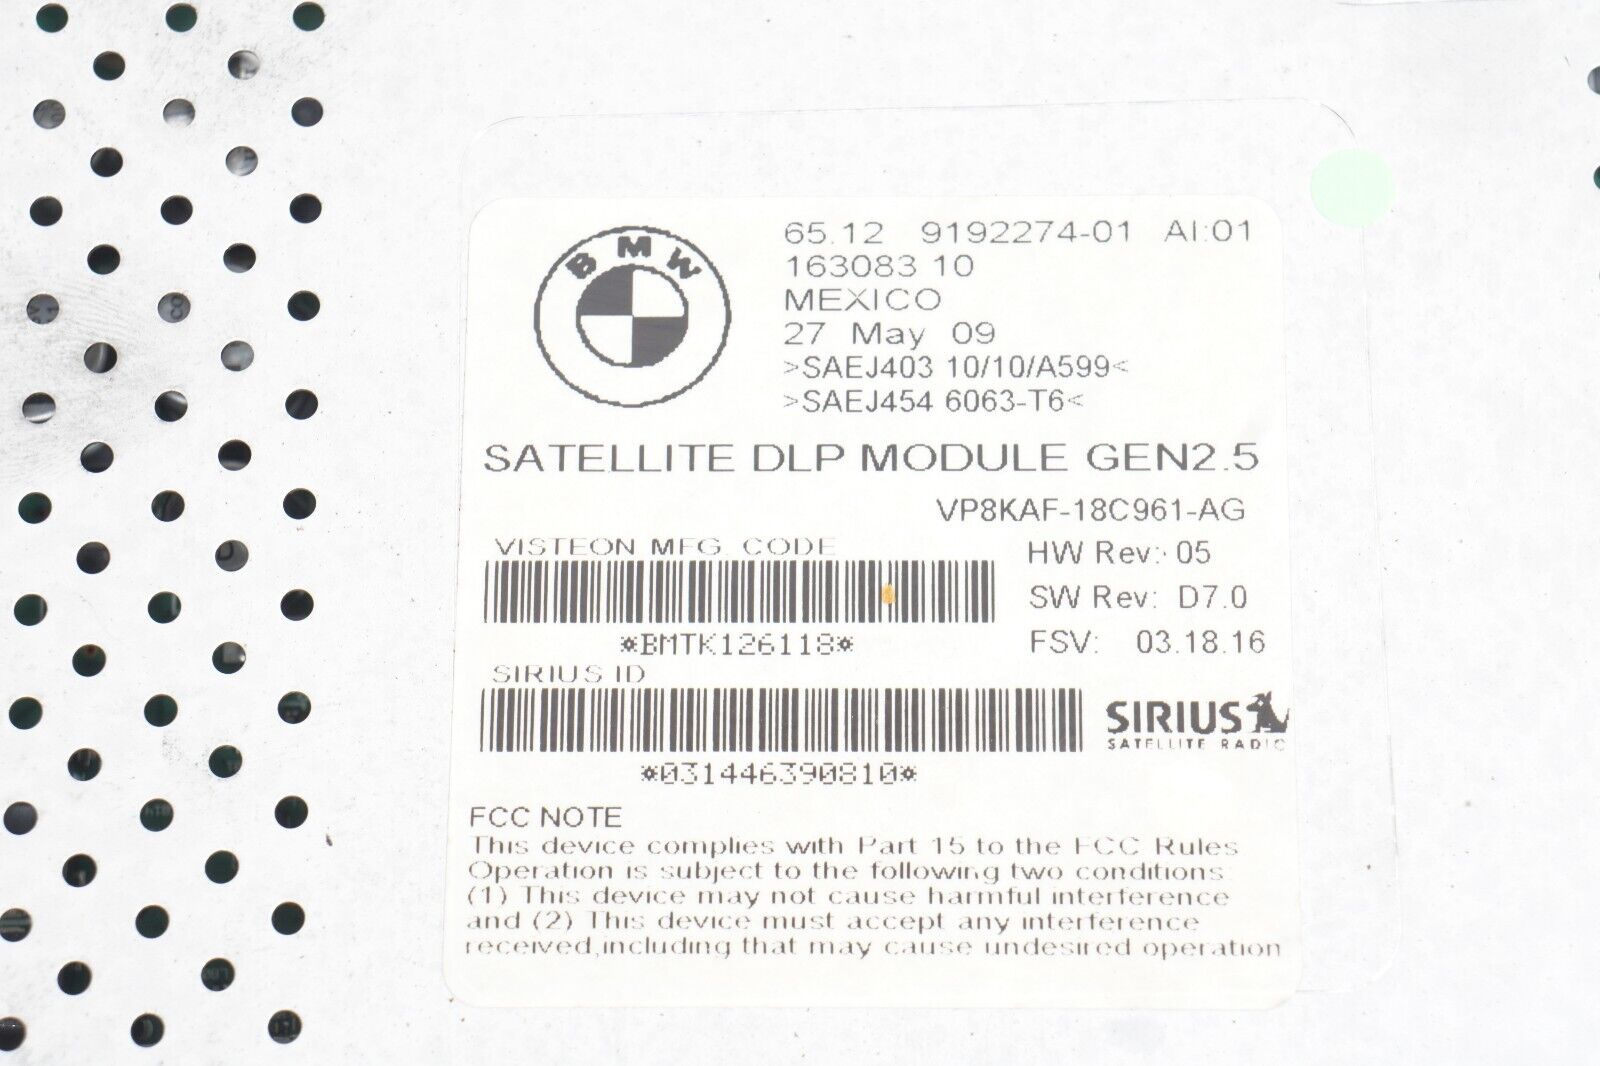 BMW
65.12 9192274-01 AI:01
163083 10
MEXICO
27 May 09
>SAEJ403 10/10/A599<
>SAEJ454 6063-T6<
SATELLITE DLP MODULE GEN2.5
VP8KAF-18C961-AG
VISTEON MFG. CODE
HW Rev: 05
*BMTK126118*
SW Rev: D7.0
FSV: 03.18.16
SIRIUS ID
*031446390810*
SIRIUS
SATELLITE RADIO
FCC NOTE
This device complies with Part 15 to the FCC Rules
Operation is subject to the following two conditions:
(1) This device may not cause harmful interference
and (2) This device must accept any interference
received,including that may cause undesired operation